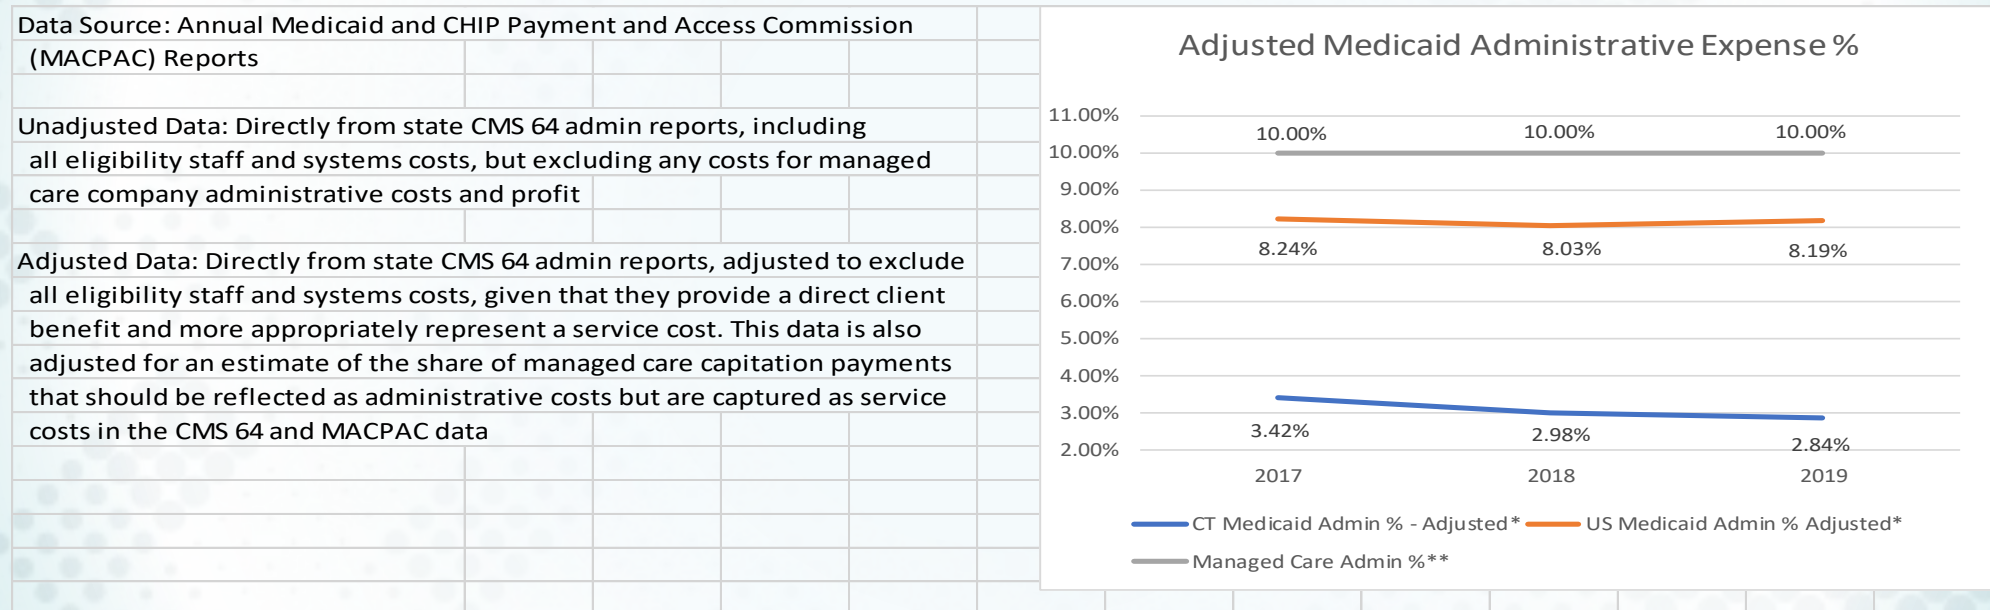 Data Source: Annual Medicaid and CHIP Payment and Access Commission
(MACPAC) Reports
Unadjusted Data: Directly from state CMS 64 admin reports, including
all eligibility staff and systems costs, but excluding any costs for managed
care company administrative costs and profit
Adjusted Data: Directly from state CMS 64 admin reports, adjusted to exclude
all eligibility staff and systems costs, given that they provide a direct client
benefit and more appropriately represent a service cost. This data is also
adjusted for an estimate of the share of managed care capitation payments
that should be reflected as administrative costs but are captured as service
costs in the CMS 64 and MACPAC data
Adjusted Medicaid Administrative Expense %
11.00%
10.00% 10.00% 10.00%
10.00%
9.00%
8.00%
8.24% 8.03% 8.19%
7.00%
6.00%
5.00%
4.00%
3.00%
3.42% 2.98% 2.84%
2.00%
2017 2018 2019
CT Medicaid Admin % - Adjusted* US Medicaid Admin % Adjusted*
Managed Care Admin %**